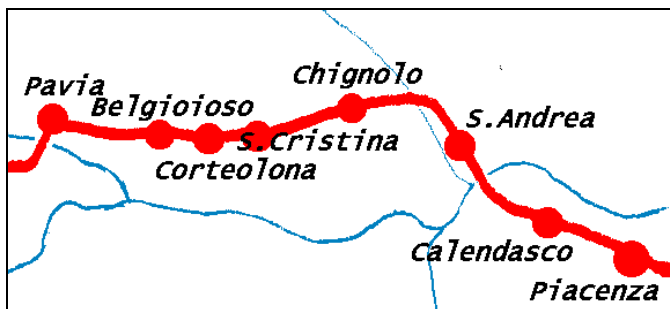 Pavia
Belgioioso
Corteolona
S.Cristina
Chignolo
S.Andrea
Calendasco
Piacenza